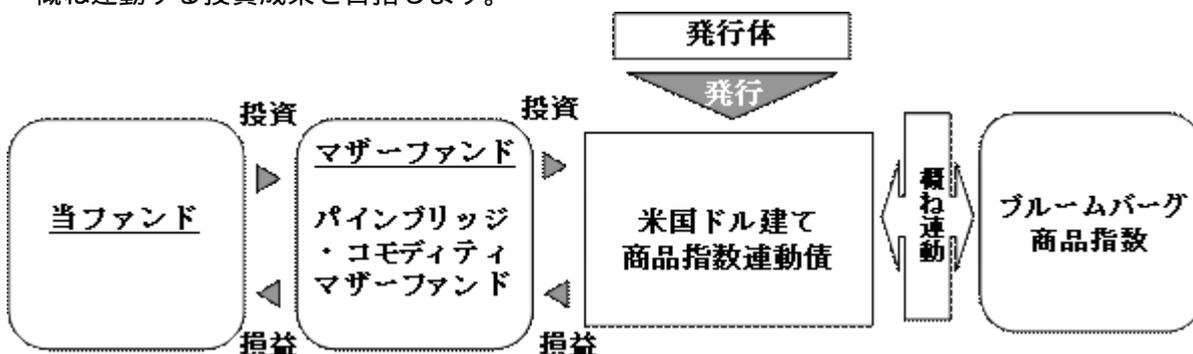 概ね連動する投資成果を目指します。
発行体
発行
投資
投資
当ファンド
マザーファンド
パインブリッジ
・コモディティ
マザーファンド
米国ドル建て
商品指数連動債
概ね連動
ブルームバーグ
商品指数
損益
損益